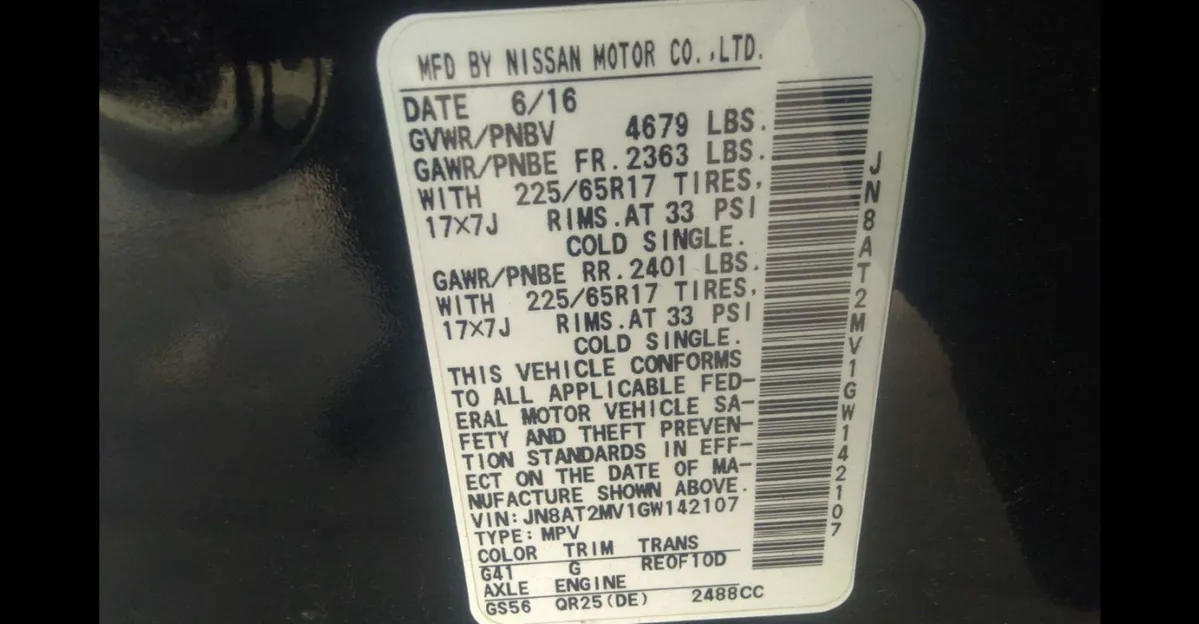 MFD BY NISSAN MOTOR CO.,LTD.
DATE 6/16
GVWR/PNBV 4679 LBS.
GAWR/PNBE FR.2363 LBS.
WITH 225/65R17 TIRES,
17X7J RIMS.AT 33 PSI
COLD SINGLE.
GAWR/PNBE RR.2401 LBS.
WITH 225/65R17 TIRES,
17X7J RIMS.AT 33 PSI
COLD SINGLE.
THIS VEHICLE CONFORMS
TO ALL APPLICABLE FED-
ERAL MOTOR VEHICLE SA-
FETY AND THEFT PREVEN-
TION STANDARDS IN EFF-
ECT ON THE DATE OF MA-
NUFACTURE SHOWN ABOVE.
VIN:JN8AT2MV1GW142107
TYPE:MPV
COLOR TRIM TRANS
G41 G RE0F10D
AXLE ENGINE
GS56 QR25(DE) 2488CC
JN8AT2MV1GW142107